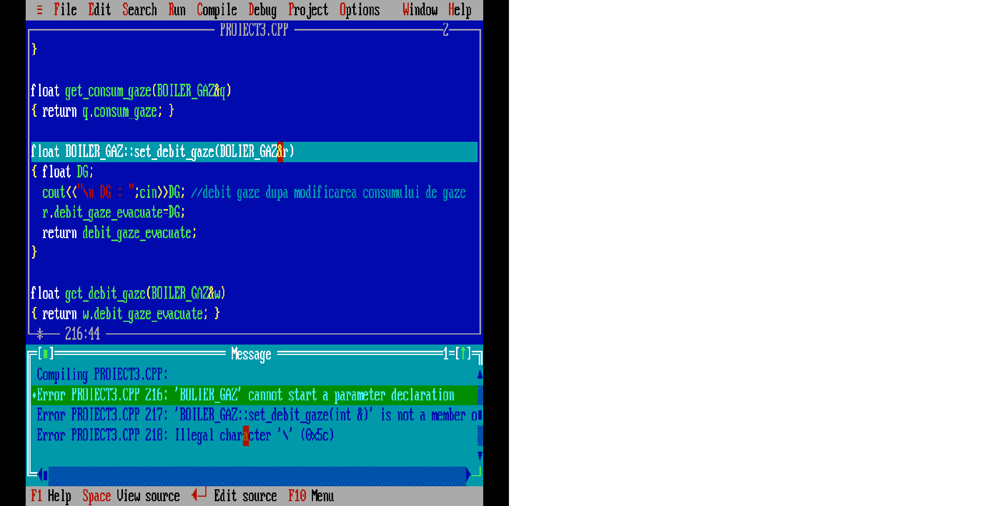 ≡ File Edit Search Run Compile Debug Project Options Window Help
PROIECT3.CPP 2
}
float get_consum_gaze(BOILER_GAZ&q)
{ return q.consum_gaze; }
float BOILER_GAZ::set_debit_gaze(BOLIER_GAZ&r)
{ float DG;
cout<<"\n DG : ";cin>>DG; //debit gaze dupa modificarea consumului de gaze
r.debit_gaze_evacuate=DG;
return debit_gaze_evacuate;
}
float get_debit_gaze(BOILER_GAZ&w)
{ return w.debit_gaze_evacuate; }
* 216:44
[■] Message 1=[↑]
Compiling PROIECT3.CPP:
•Error PROIECT3.CPP 216: 'BOLIER_GAZ' cannot start a parameter declaration
Error PROIECT3.CPP 217: 'BOILER_GAZ::set_debit_gaze(int &)' is not a member o
Error PROIECT3.CPP 218: Illegal character '\' (0x5c)
F1 Help Space View source ◄┘ Edit source F10 Menu